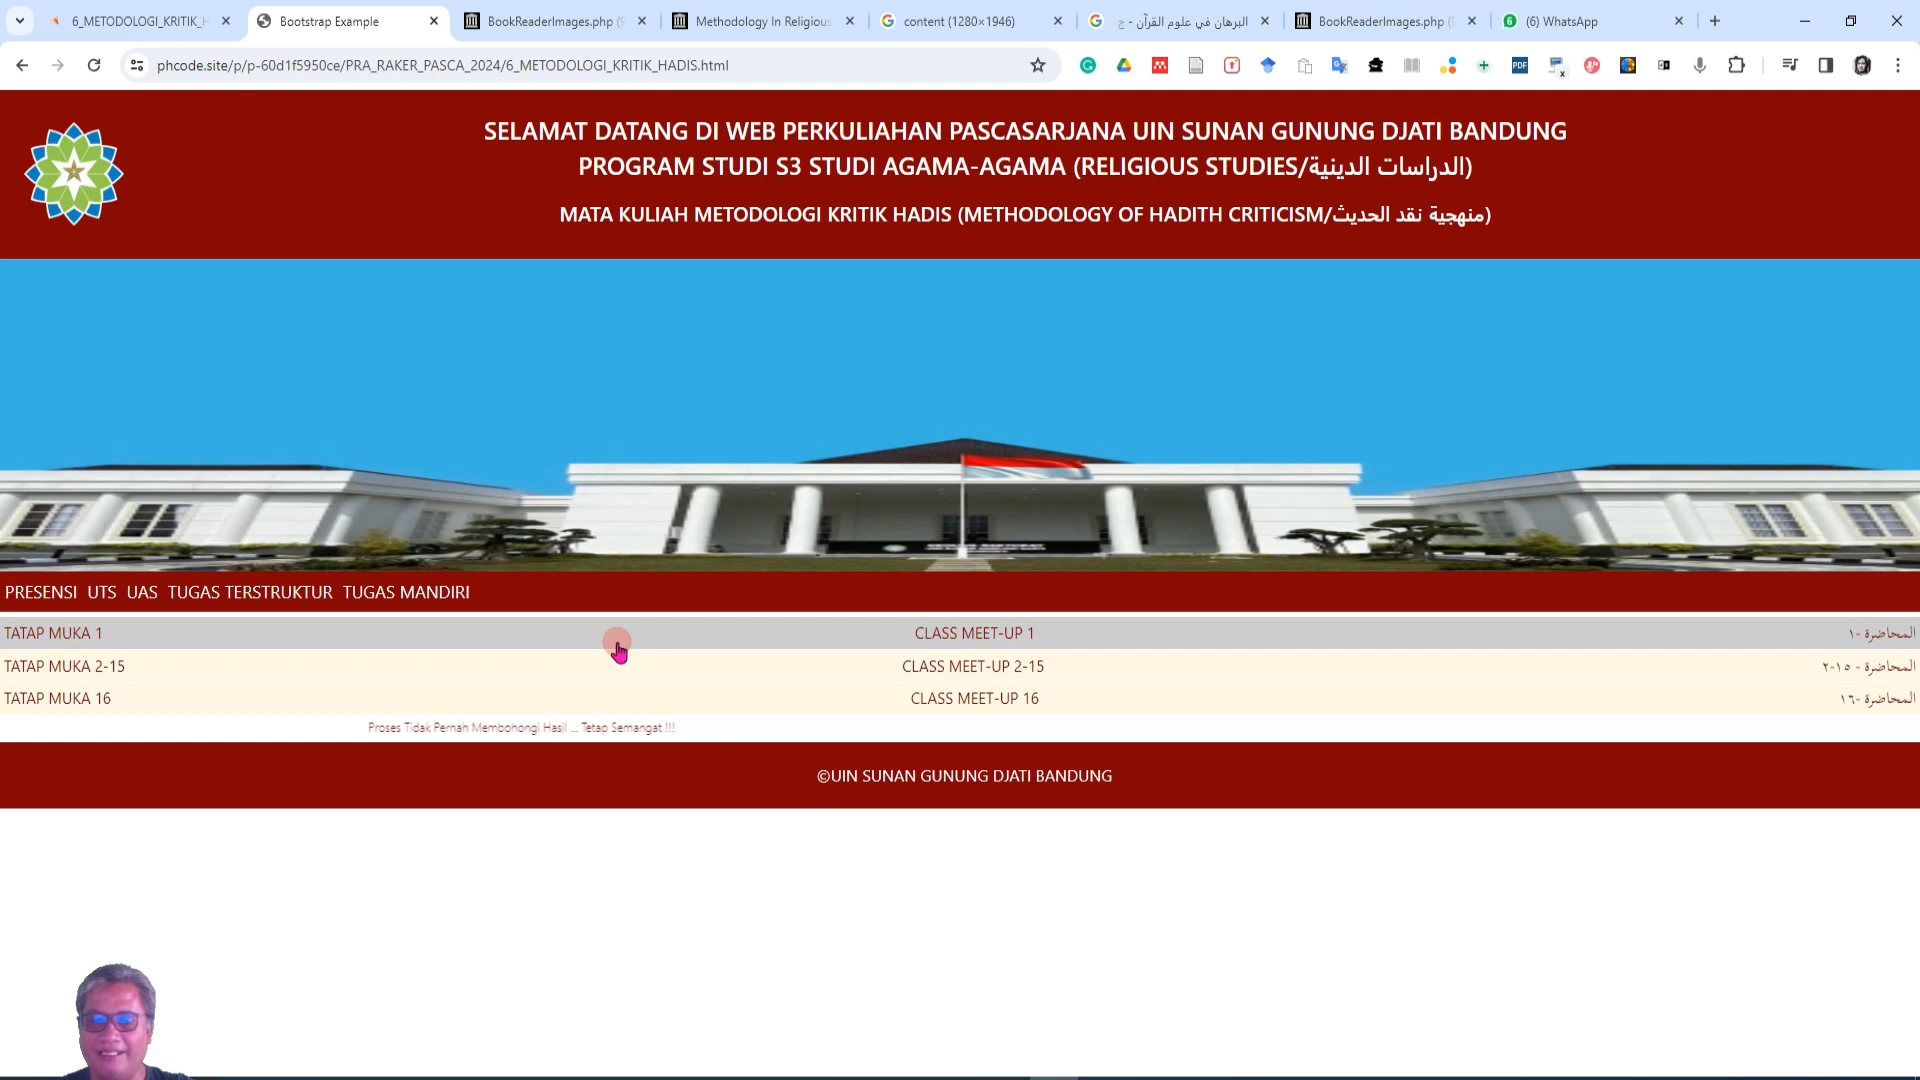 6_METODOLOGI_KRITIK_H
Bootstrap Example
BookReaderImages.php (9
Methodology In Religious
content (1280×1946)
البرهان في علوم القرآن - ج
BookReaderImages.php (9
(6) WhatsApp
phcode.site/p/p-60d1f5950ce/PRA_RAKER_PASCA_2024/6_METODOLOGI_KRITIK_HADIS.html
PDF
SELAMAT DATANG DI WEB PERKULIAHAN PASCASARJANA UIN SUNAN GUNUNG DJATI BANDUNG
PROGRAM STUDI S3 STUDI AGAMA-AGAMA (RELIGIOUS STUDIES/الدراسات الدينية)
MATA KULIAH METODOLOGI KRITIK HADIS (METHODOLOGY OF HADITH CRITICISM/منهجية نقد الحديث)
PRESENSI UTS UAS TUGAS TERSTRUKTUR TUGAS MANDIRI
TATAP MUKA 1 CLASS MEET-UP 1 المحاضرة -١
TATAP MUKA 2-15 CLASS MEET-UP 2-15 المحاضرة - ١٥-٢
TATAP MUKA 16 CLASS MEET-UP 16 المحاضرة -١٦
Proses Tidak Pernah Membohongi Hasil ... Tetap Semangat !!!
©UIN SUNAN GUNUNG DJATI BANDUNG